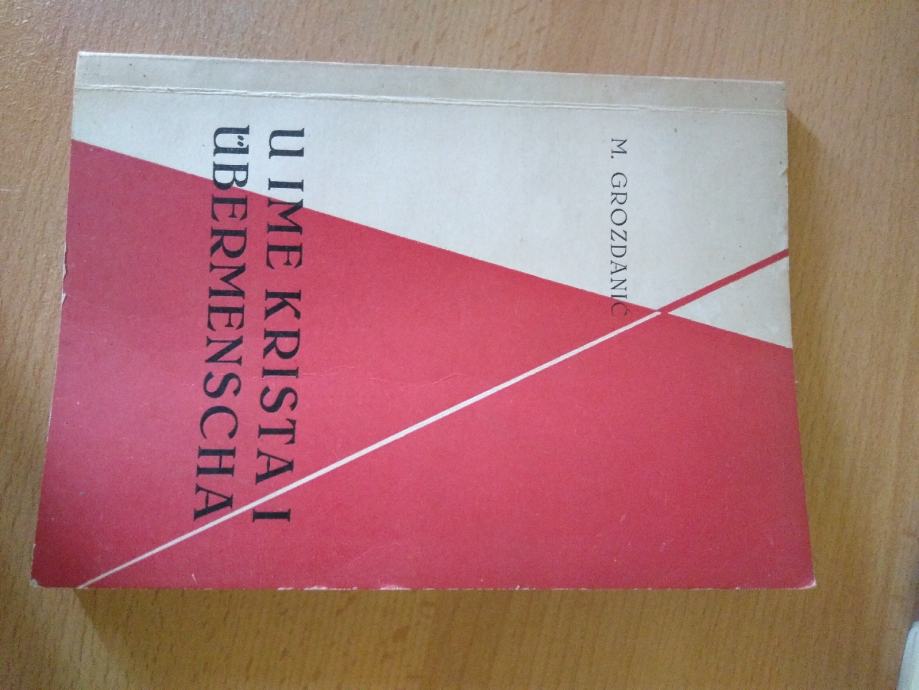 M. GROZDANIĆ
U IME KRISTA I
ÜBERMENSCHA